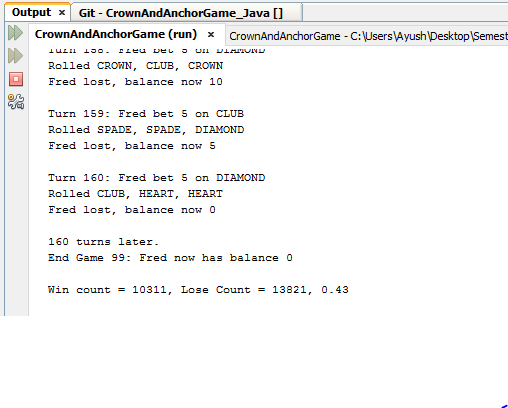 Output × Git - CrownAndAnchorGame_Java []
CrownAndAnchorGame (run) × CrownAndAnchorGame - C:\Users\Ayush\Desktop\Semest
Turn 158: Fred bet 5 on DIAMOND
Rolled CROWN, CLUB, CROWN
Fred lost, balance now 10
Turn 159: Fred bet 5 on CLUB
Rolled SPADE, SPADE, DIAMOND
Fred lost, balance now 5
Turn 160: Fred bet 5 on DIAMOND
Rolled CLUB, HEART, HEART
Fred lost, balance now 0
160 turns later.
End Game 99: Fred now has balance 0
Win count = 10311, Lose Count = 13821, 0.43